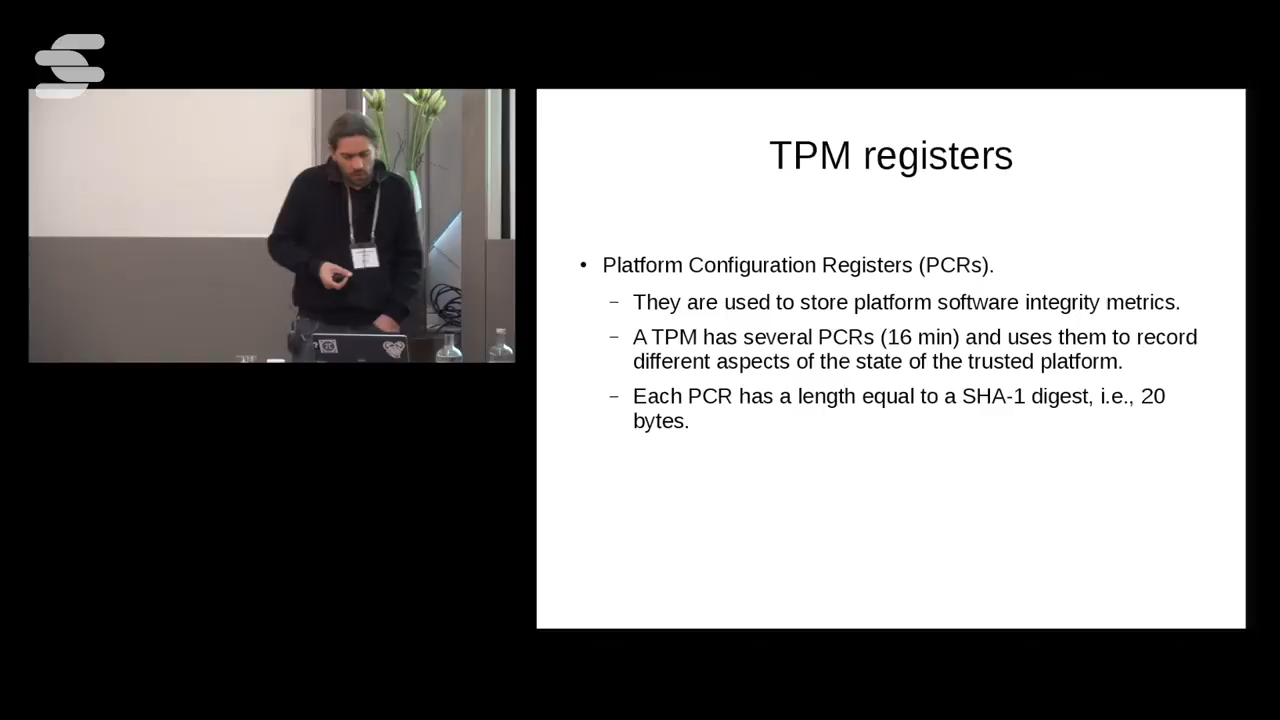 TPM registers
• Platform Configuration Registers (PCRs).
– They are used to store platform software integrity metrics.
– A TPM has several PCRs (16 min) and uses them to record
different aspects of the state of the trusted platform.
– Each PCR has a length equal to a SHA-1 digest, i.e., 20
bytes.